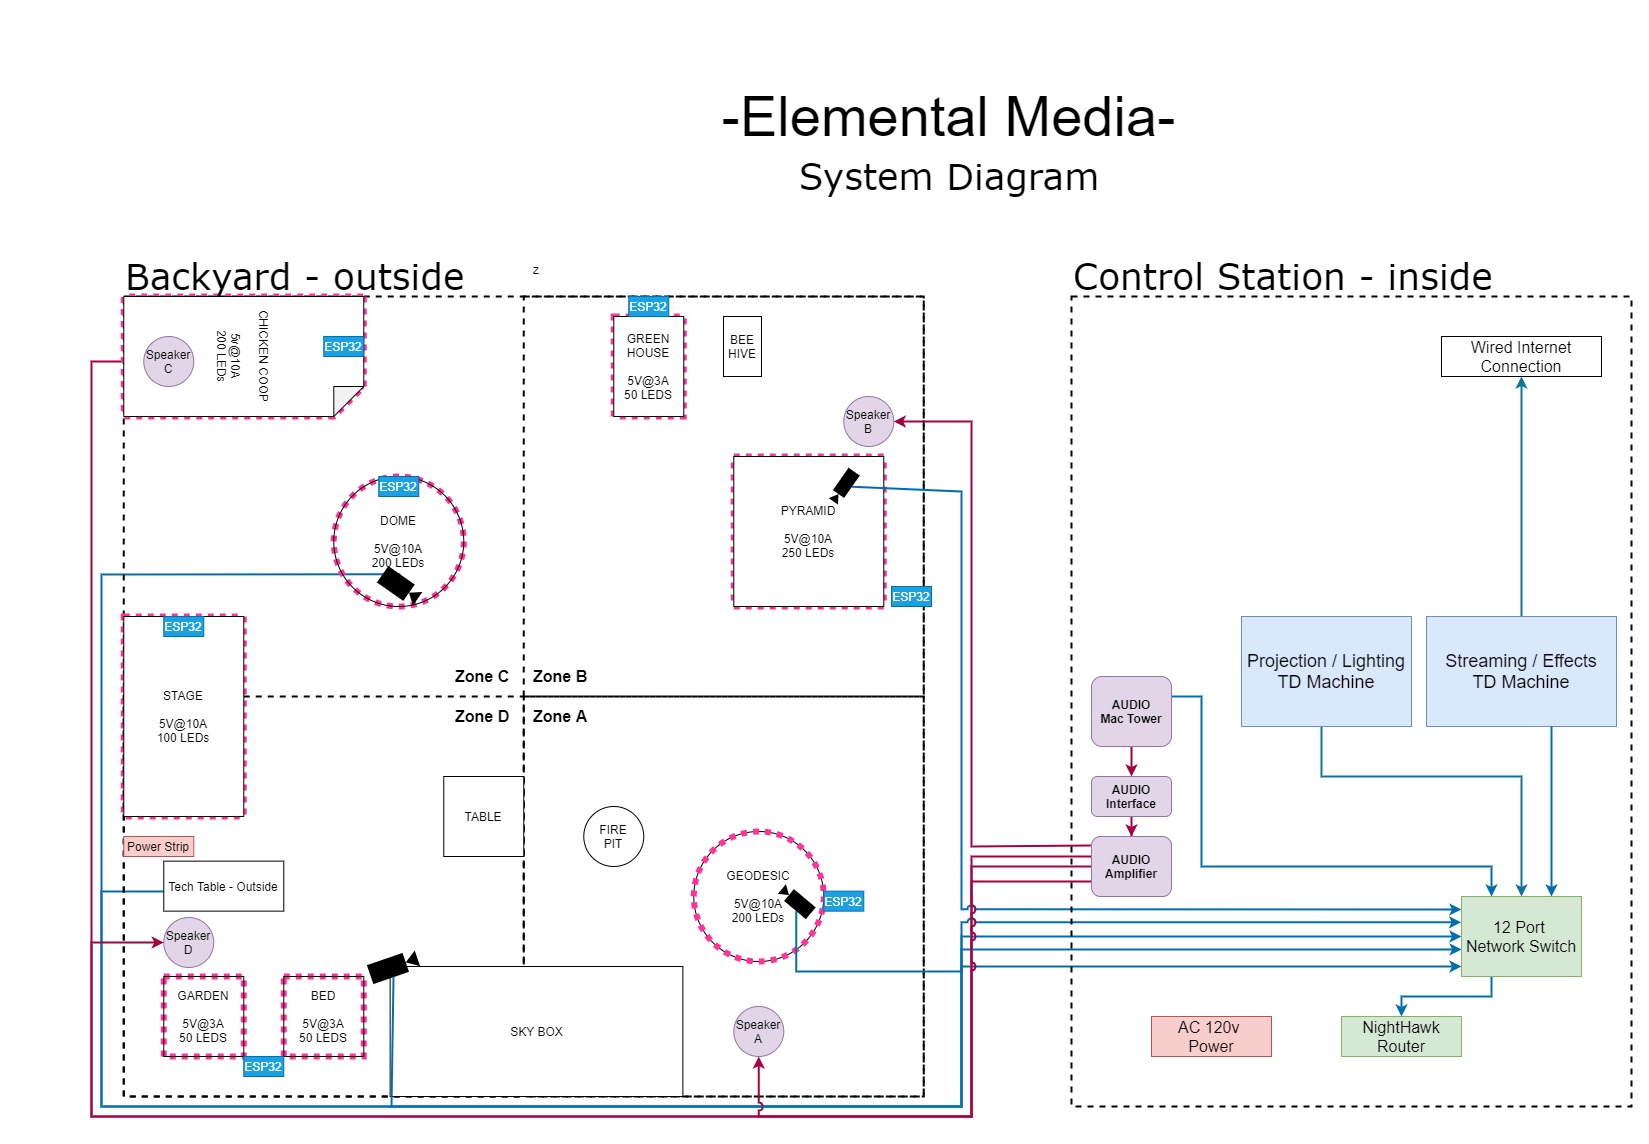 -Elemental Media-
System Diagram
Backyard - outside
z
Control Station - inside
Speaker
C
CHICKEN COOP
5v@10A
200 LEDs
ESP32
ESP32
GREEN
HOUSE
5V@3A
50 LEDS
BEE
HIVE
Speaker
B
Wired Internet
Connection
ESP32
DOME
5V@10A
200 LEDs
PYRAMID
5V@10A
250 LEDs
ESP32
ESP32
STAGE
5V@10A
100 LEDs
Zone C
Zone B
Zone D
Zone A
Projection / Lighting
TD Machine
Streaming / Effects
TD Machine
AUDIO
Mac Tower
AUDIO
Interface
AUDIO
Amplifier
TABLE
FIRE
PIT
Power Strip
Tech Table - Outside
GEODESIC
5V@10A
200 LEDs
ESP32
Speaker
D
12 Port
Network Switch
GARDEN
5V@3A
50 LEDS
BED
5V@3A
50 LEDS
ESP32
SKY BOX
Speaker
A
AC 120v
Power
NightHawk
Router